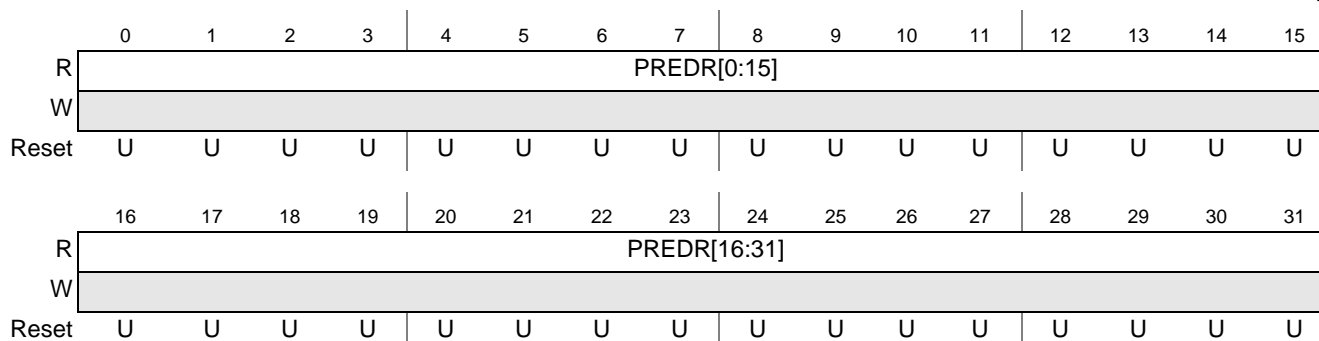 0 1 2 3 4 5 6 7 8 9 10 11 12 13 14 15
R PREDR[0:15]
W
Reset U U U U U U U U U U U U U U U U
16 17 18 19 20 21 22 23 24 25 26 27 28 29 30 31
R PREDR[16:31]
W
Reset U U U U U U U U U U U U U U U U